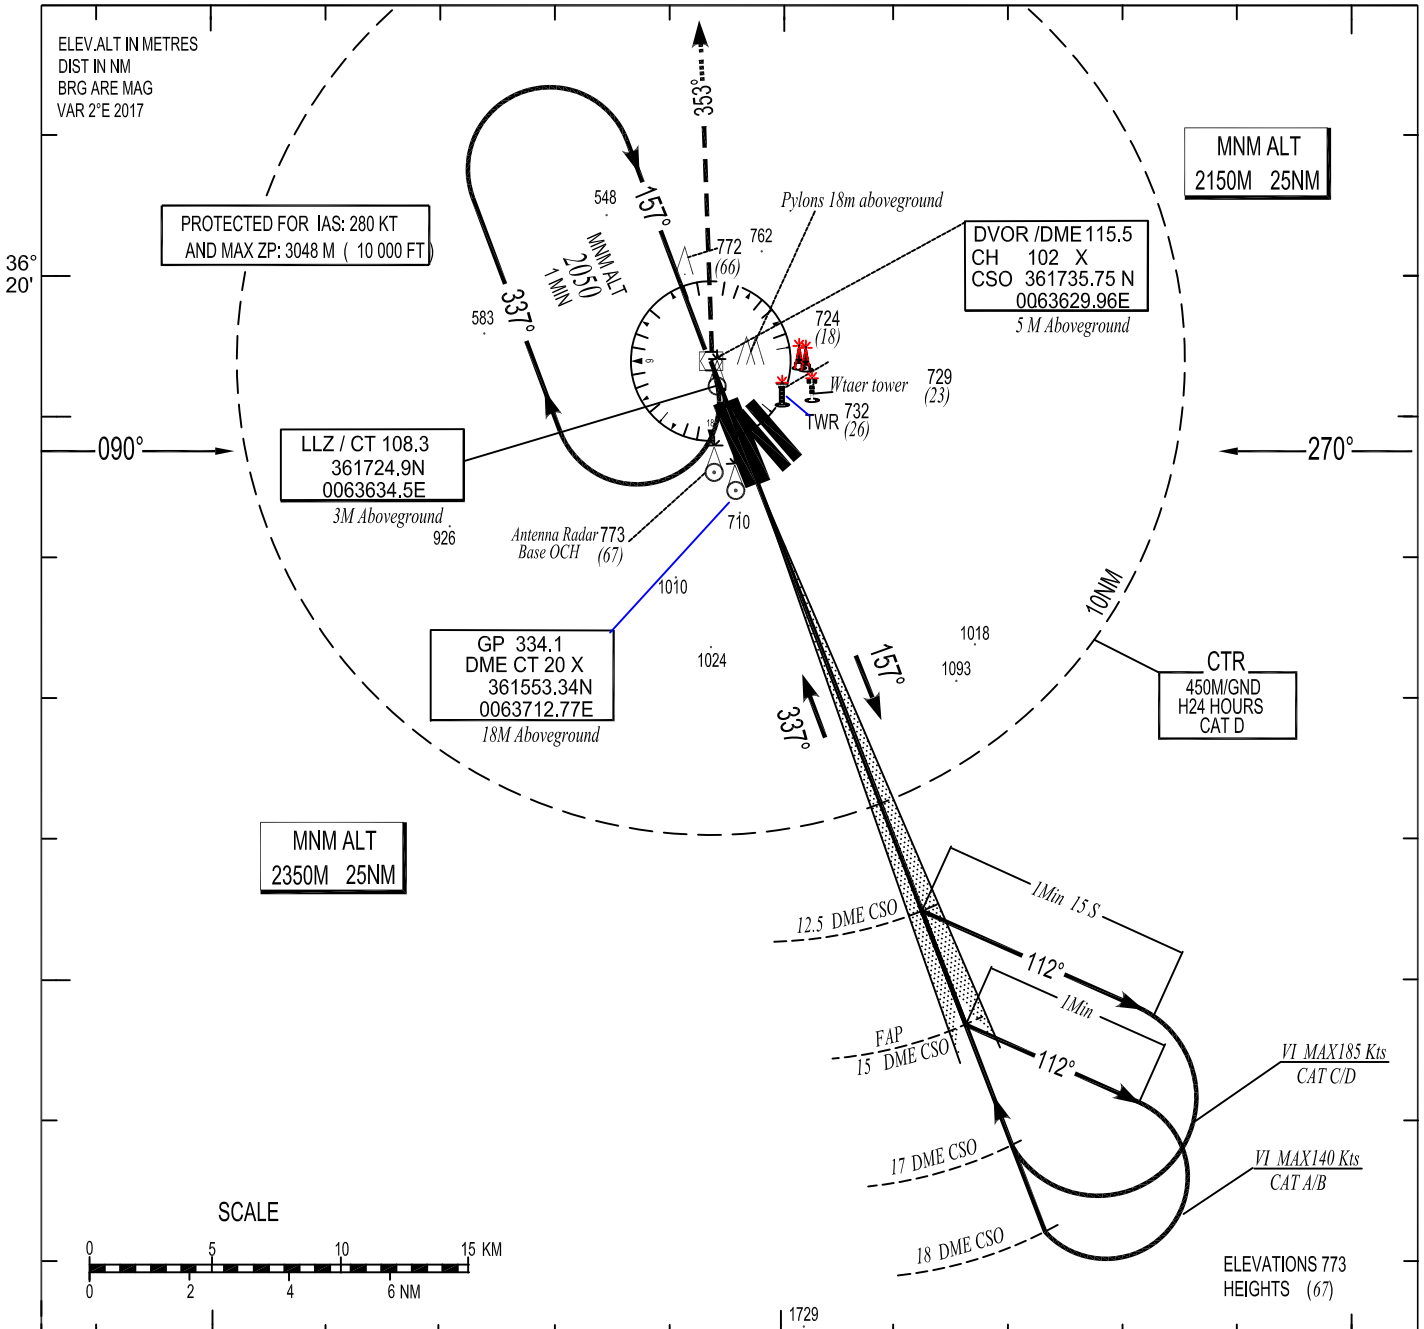 ELEV.ALT IN METRES
DIST IN NM
BRG ARE MAG
VAR 2°E 2017
353°
MNM ALT
2150M 25NM
PROTECTED FOR IAS: 280 KT
AND MAX ZP: 3048 M ( 10 000 FT)
548
157°
Pylons 18m aboveground
762
772
(66)
MNM ALT
2050
1 MIN
337°
583
DVOR /DME 115.5
CH 102 X
CSO 361735.75 N
0063629.96E
5 M Aboveground
36°
20'
724
(18)
9
18
Wtaer tower
729
(23)
TWR
732
(26)
090°
270°
LLZ / CT 108.3
361724.9N
0063634.5E
3M Aboveground
926
Antenna Radar 773
Base OCH (67)
710
1010
10NM
GP 334.1
DME CT 20 X
361553.34N
0063712.77E
18M Aboveground
1024
1018
1093
157°
337°
CTR
450M/GND
H24 HOURS
CAT D
MNM ALT
2350M 25NM
12.5 DME CSO
1Min 15 S
112°
1Min
FAP
15 DME CSO
112°
VI MAX185 Kts
CAT C/D
17 DME CSO
VI MAX140 Kts
CAT A/B
18 DME CSO
SCALE
0 5 10 15 KM
0 2 4 6 NM
ELEVATIONS 773
HEIGHTS (67)
1729